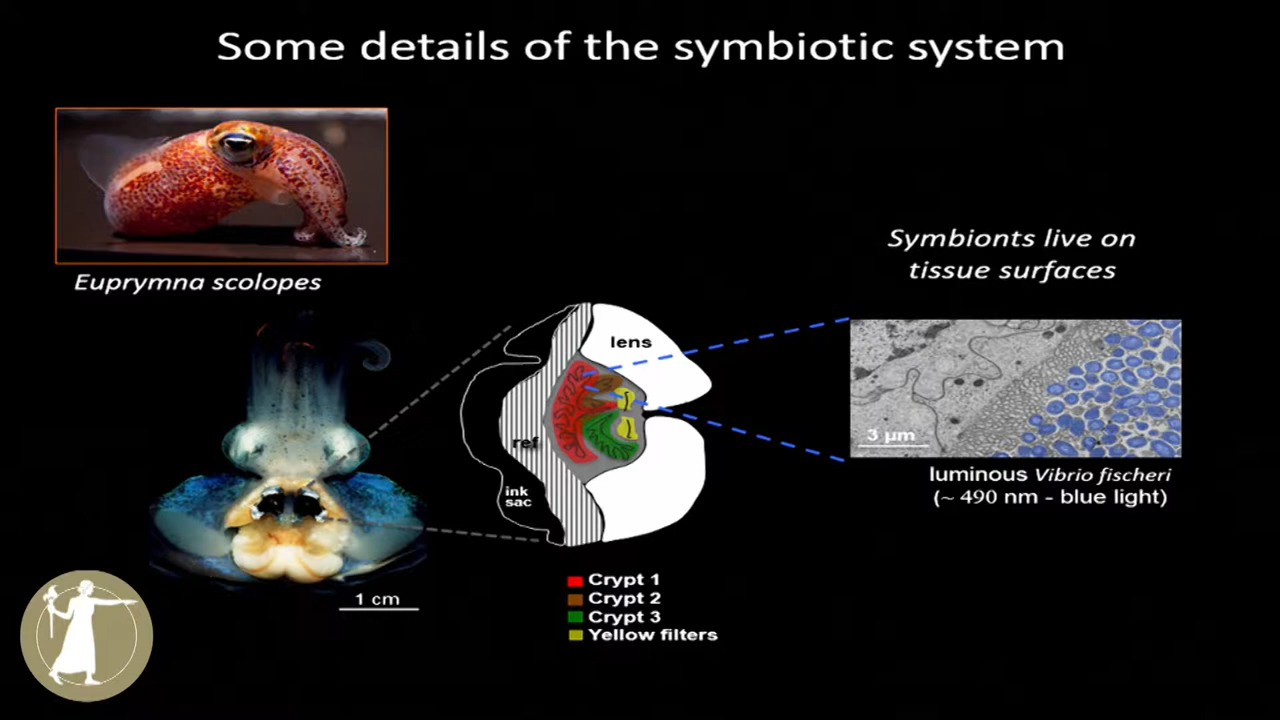 Some details of the symbiotic system
Euprymna scolopes
Symbionts live on
tissue surfaces
lens
ref
ink
sac
3 µm
luminous Vibrio fischeri
(~ 490 nm - blue light)
1 cm
Crypt 1
Crypt 2
Crypt 3
Yellow filters